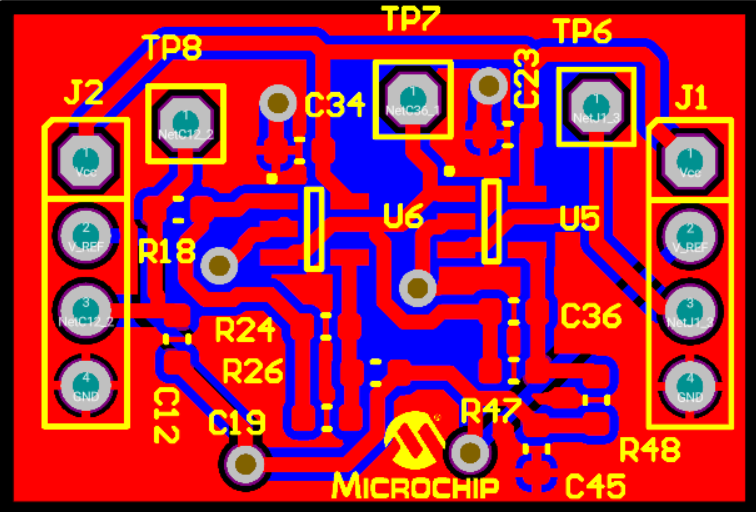 TP7
TP8
TP6
J2
J1
C34
C23
1
NetC12_2
1
NetC36_1
1
NetJ1_3
1
Vcc
1
Vcc
2
V_REF
2
V_REF
U6
U5
R18
3
NetC12_2
3
NetJ1_3
C36
R24
R26
4
GND
4
GND
C12
C19
R47
R48
C45
MICROCHIP